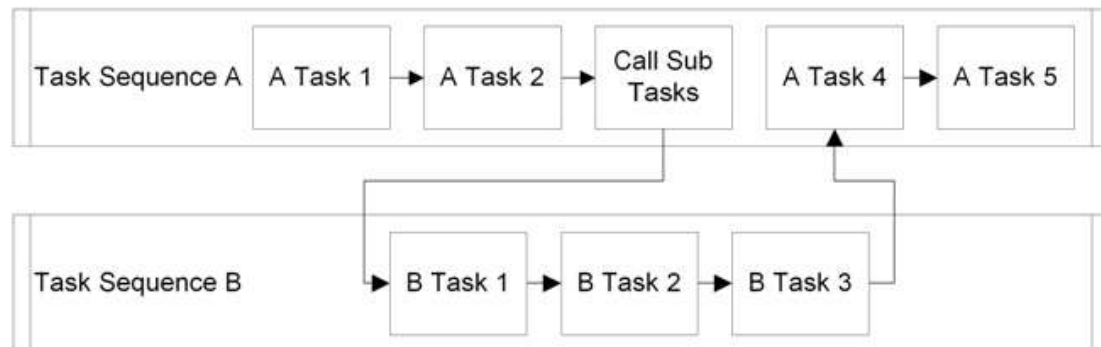 Task Sequence A
A Task 1
A Task 2
Call Sub
Tasks
A Task 4
A Task 5
Task Sequence B
B Task 1
B Task 2
B Task 3